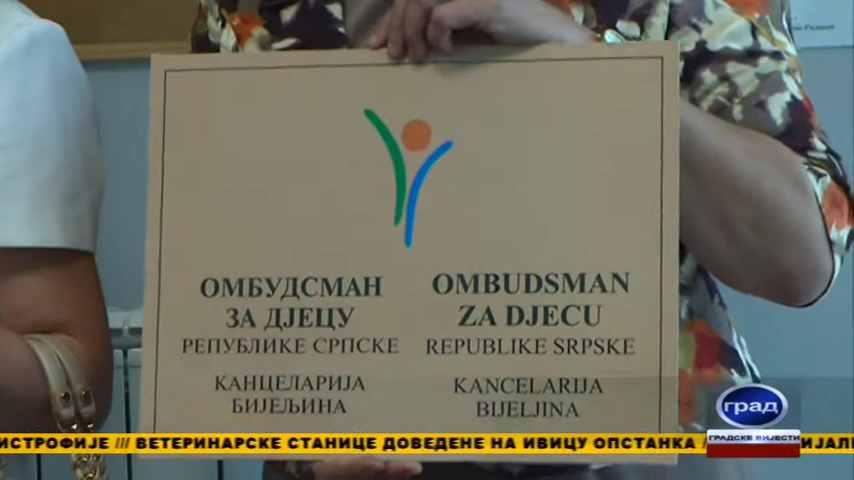 ОМБУДСМАН
ЗА ДЈЕЦУ
РЕПУБЛИКЕ СРПСКЕ
КАНЦЕЛАРИЈА
БИЈЕЉИНА
OMBUDSMAN
ZA DJECU
REPUBLIKE SRPSKE
KANCELARIJA
BIJELJINA
град
ГРАДСКЕ ВИЈЕСТИ
ИСТРОФИЈЕ /// ВЕТЕРИНАРСКЕ СТАНИЦЕ ДОВЕДЕНЕ НА ИВИЦУ ОПСТАНКА /